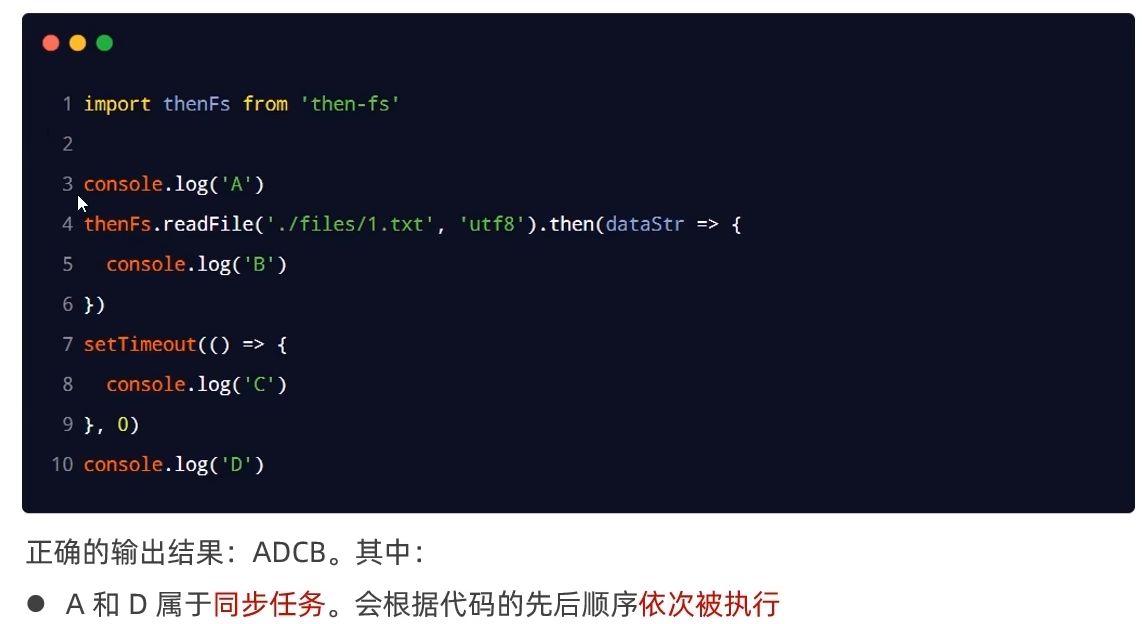 1 import thenFs from 'then-fs'
2
3 console.log('A')
4 thenFs.readFile('./files/1.txt', 'utf8').then(dataStr => {
5   console.log('B')
6 })
7 setTimeout(() => {
8   console.log('C')
9 }, 0)
10 console.log('D')
正确的输出结果：ADCB。其中：
● A 和 D 属于同步任务。会根据代码的先后顺序依次被执行